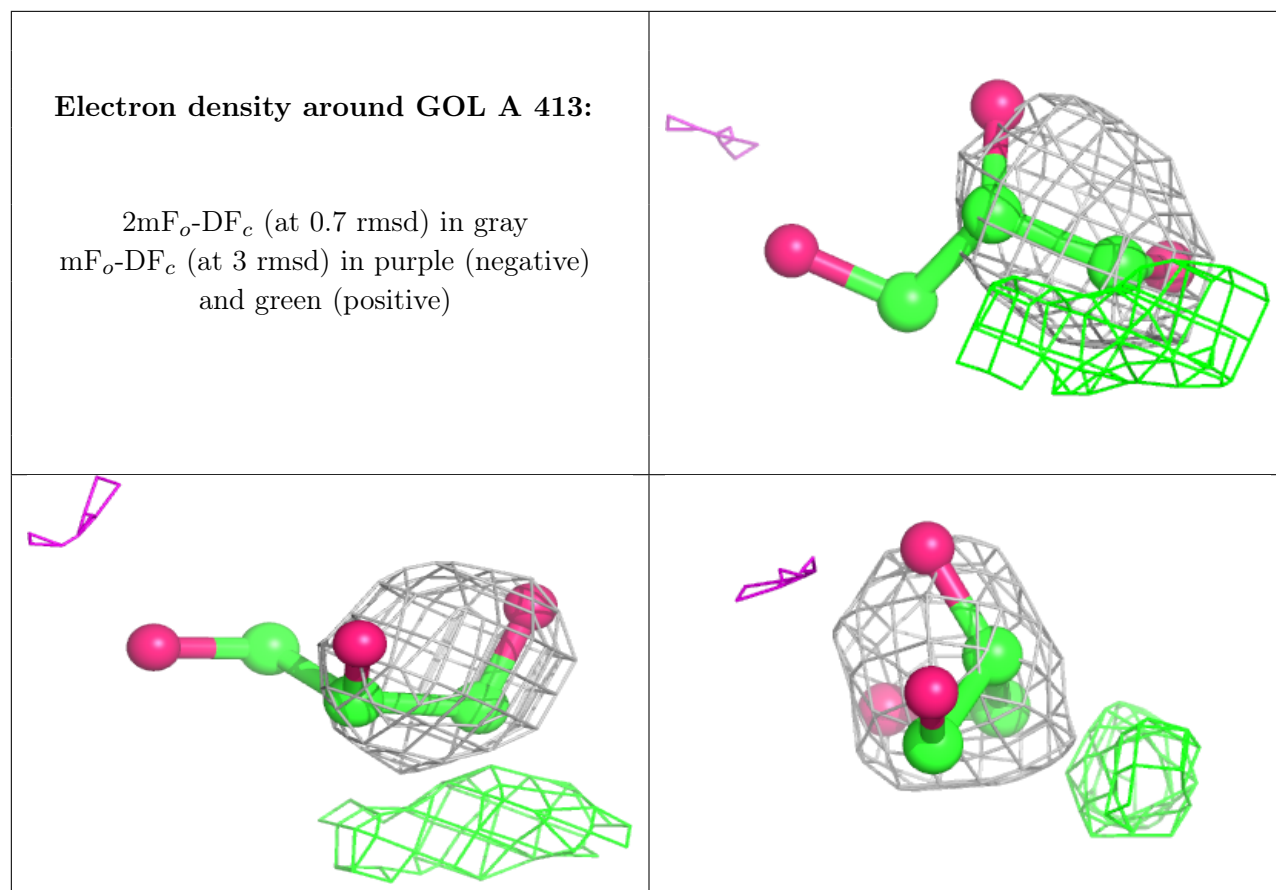 Electron density around GOL A 413:
2mFo-DFc (at 0.7 rmsd) in gray
mFo-DFc (at 3 rmsd) in purple (negative)
and green (positive)